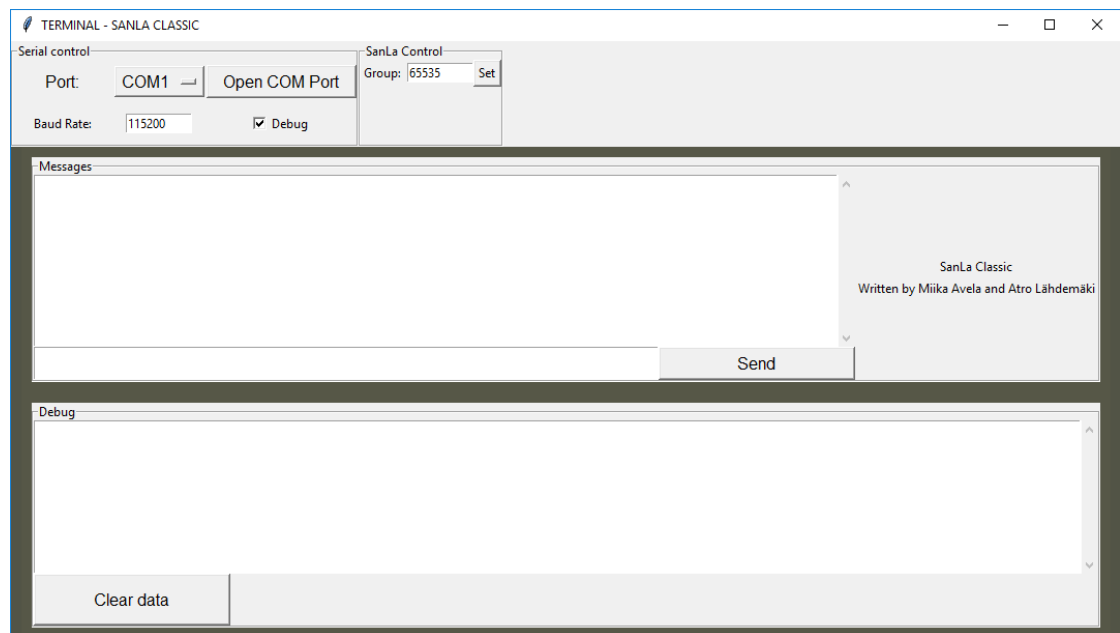 TERMINAL - SANLA CLASSIC
Serial control
Port:
COM1
Open COM Port
Baud Rate:
115200
Debug
SanLa Control
Group:
65535
Set
Messages
SanLa Classic
Written by Miika Avela and Atro Lähdemäki
Send
Debug
Clear data